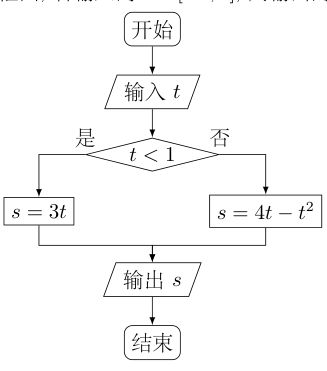 开始
输入 t
是
否
t < 1
s = 3t
s = 4t − t²
输出 s
结束